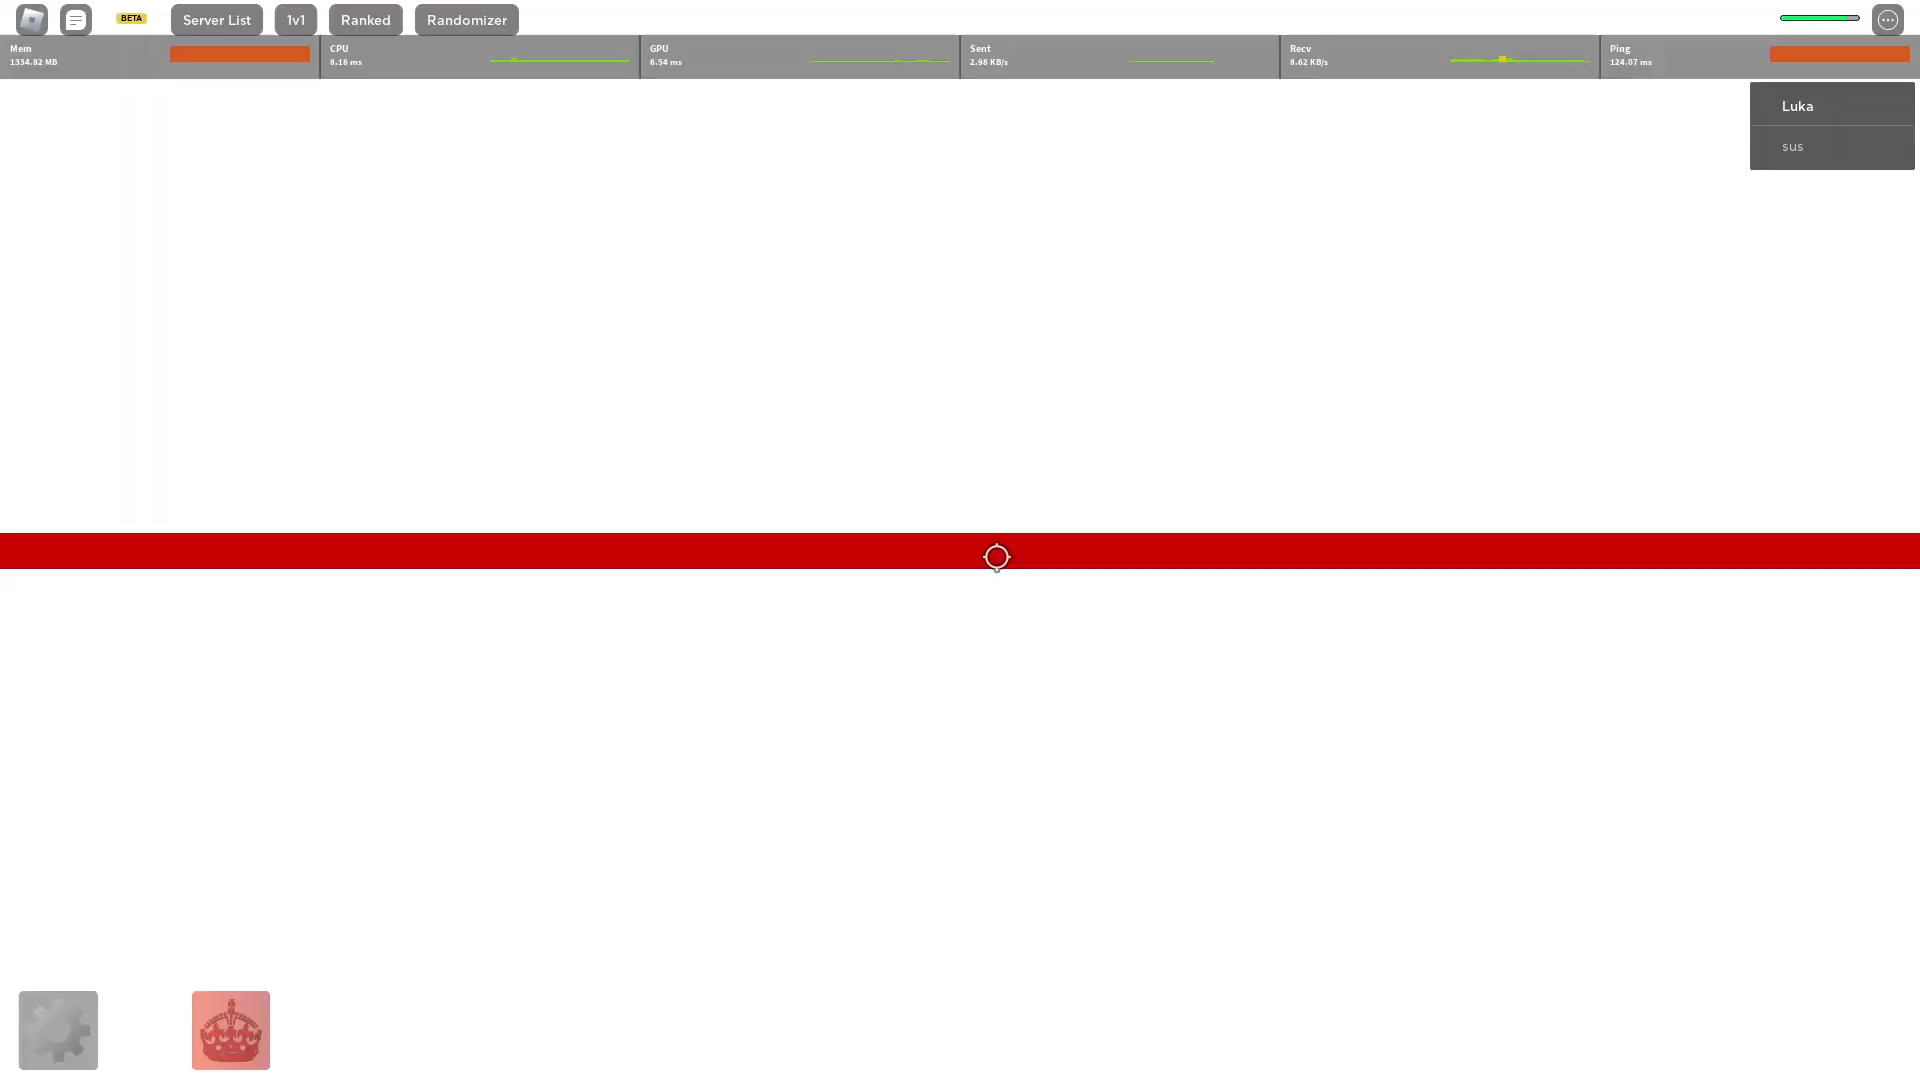 BETA
Server List
1v1
Ranked
Randomizer
Mem
1334.82 MB
CPU
8.16 ms
GPU
6.54 ms
Sent
2.98 KB/s
Recv
8.62 KB/s
Ping
124.07 ms
Luka
sus